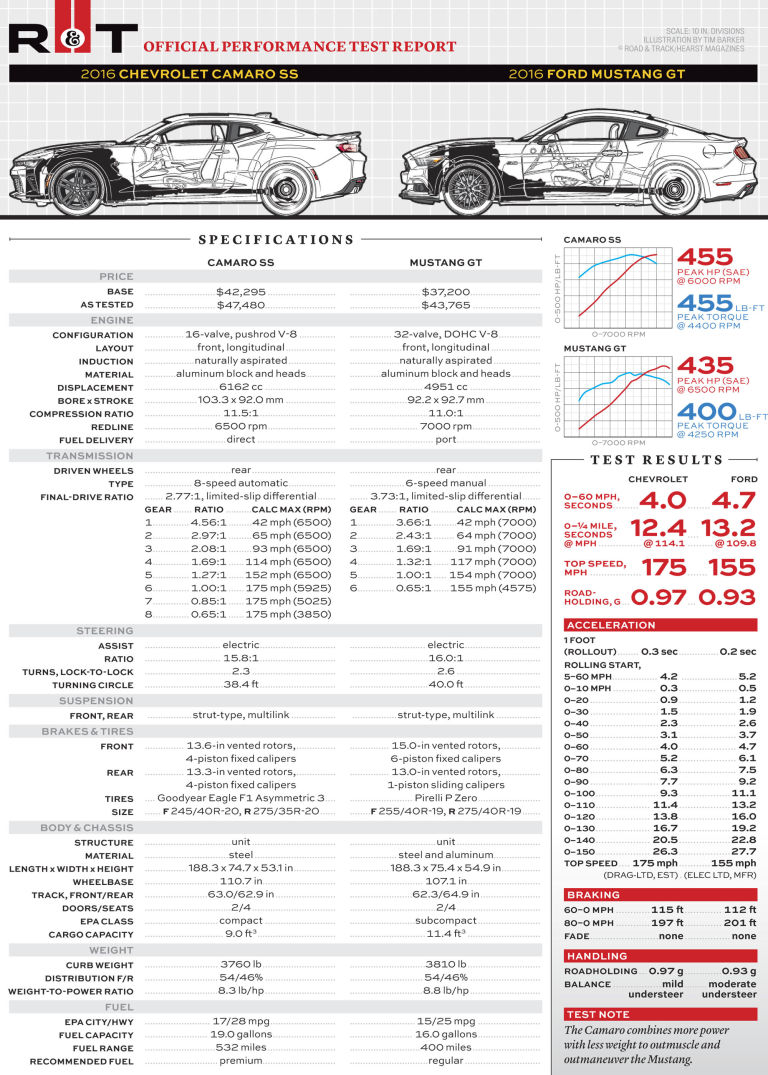 R&T OFFICIAL PERFORMANCE TEST REPORT
SCALE: 10 IN. DIVISIONS
ILLUSTRATION BY TIM BARKER
© ROAD & TRACK/HEARST MAGAZINES
2016 CHEVROLET CAMARO SS 2016 FORD MUSTANG GT
SPECIFICATIONS
CAMARO SS MUSTANG GT
PRICE
BASE $42,295 $37,200
AS TESTED $47,480 $43,765
ENGINE
CONFIGURATION 16-valve, pushrod V-8 32-valve, DOHC V-8
LAYOUT front, longitudinal front, longitudinal
INDUCTION naturally aspirated naturally aspirated
MATERIAL aluminum block and heads aluminum block and heads
DISPLACEMENT 6162 cc 4951 cc
BORE x STROKE 103.3 x 92.0 mm 92.2 x 92.7 mm
COMPRESSION RATIO 11.5:1 11.0:1
REDLINE 6500 rpm 7000 rpm
FUEL DELIVERY direct port
TRANSMISSION
DRIVEN WHEELS rear rear
TYPE 8-speed automatic 6-speed manual
FINAL-DRIVE RATIO 2.77:1, limited-slip differential 3.73:1, limited-slip differential
GEAR RATIO CALC MAX (RPM) GEAR RATIO CALC MAX (RPM)
1 4.56:1 42 mph (6500) 1 3.66:1 42 mph (7000)
2 2.97:1 65 mph (6500) 2 2.43:1 64 mph (7000)
3 2.08:1 93 mph (6500) 3 1.69:1 91 mph (7000)
4 1.69:1 114 mph (6500) 4 1.32:1 117 mph (7000)
5 1.27:1 152 mph (6500) 5 1.00:1 154 mph (7000)
6 1.00:1 175 mph (5925) 6 0.65:1 155 mph (4575)
7 0.85:1 175 mph (5025)
8 0.65:1 175 mph (3850)
STEERING
ASSIST electric electric
RATIO 15.8:1 16.0:1
TURNS, LOCK-TO-LOCK 2.3 2.6
TURNING CIRCLE 38.4 ft 40.0 ft
SUSPENSION
FRONT, REAR strut-type, multilink strut-type, multilink
BRAKES & TIRES
FRONT 13.6-in vented rotors, 15.0-in vented rotors,
4-piston fixed calipers 6-piston fixed calipers
REAR 13.3-in vented rotors, 13.0-in vented rotors,
4-piston fixed calipers 1-piston sliding calipers
TIRES Goodyear Eagle F1 Asymmetric 3 Pirelli P Zero
SIZE F 245/40R-20, R 275/35R-20 F 255/40R-19, R 275/40R-19
BODY & CHASSIS
STRUCTURE unit unit
MATERIAL steel steel and aluminum
LENGTH x WIDTH x HEIGHT 188.3 x 74.7 x 53.1 in 188.3 x 75.4 x 54.9 in
WHEELBASE 110.7 in 107.1 in
TRACK, FRONT/REAR 63.0/62.9 in 62.3/64.9 in
DOORS/SEATS 2/4 2/4
EPA CLASS compact subcompact
CARGO CAPACITY 9.0 ft³ 11.4 ft³
WEIGHT
CURB WEIGHT 3760 lb 3810 lb
DISTRIBUTION F/R 54/46% 54/46%
WEIGHT-TO-POWER RATIO 8.3 lb/hp 8.8 lb/hp
FUEL
EPA CITY/HWY 17/28 mpg 15/25 mpg
FUEL CAPACITY 19.0 gallons 16.0 gallons
FUEL RANGE 532 miles 400 miles
RECOMMENDED FUEL premium regular
CAMARO SS
0–500 HP/LB-FT
0–7000 RPM
455
PEAK HP (SAE)
@ 6000 RPM
455 LB-FT
PEAK TORQUE
@ 4400 RPM
MUSTANG GT
0–500 HP/LB-FT
0–7000 RPM
435
PEAK HP (SAE)
@ 6500 RPM
400 LB-FT
PEAK TORQUE
@ 4250 RPM
TEST RESULTS
CHEVROLET FORD
0–60 MPH, SECONDS 4.0 4.7
0–¼ MILE, SECONDS 12.4 13.2
@ MPH @ 114.1 @ 109.8
TOP SPEED, MPH 175 155
ROAD-HOLDING, G 0.97 0.93
ACCELERATION
1 FOOT
(ROLLOUT) 0.3 sec 0.2 sec
ROLLING START,
5–60 MPH 4.2 5.2
0–10 MPH 0.3 0.5
0–20 0.9 1.2
0–30 1.5 1.9
0–40 2.3 2.6
0–50 3.1 3.7
0–60 4.0 4.7
0–70 5.2 6.1
0–80 6.3 7.5
0–90 7.7 9.2
0–100 9.3 11.1
0–110 11.4 13.2
0–120 13.8 16.0
0–130 16.7 19.2
0–140 20.5 22.8
0–150 26.3 27.7
TOP SPEED 175 mph 155 mph
(DRAG-LTD, EST) (ELEC LTD, MFR)
BRAKING
60–0 MPH 115 ft 112 ft
80–0 MPH 197 ft 201 ft
FADE none none
HANDLING
ROADHOLDING 0.97 g 0.93 g
BALANCE mild moderate
understeer understeer
TEST NOTE
The Camaro combines more power
with less weight to outmuscle and
outmaneuver the Mustang.